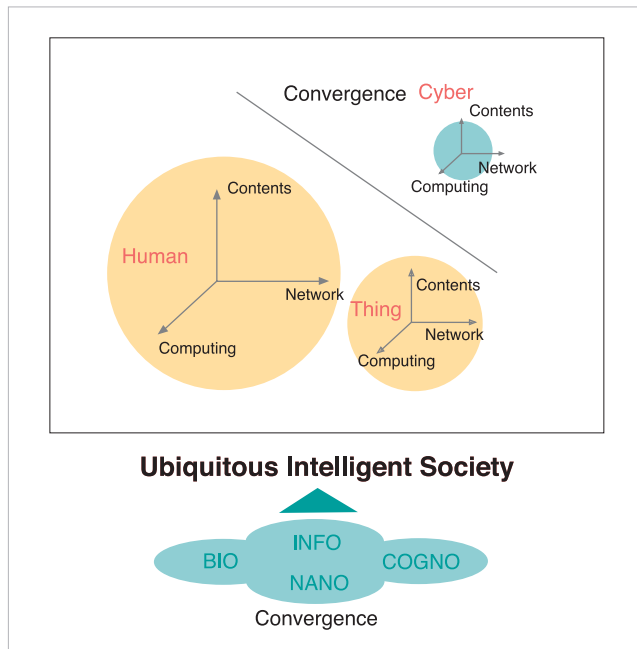 Convergence Cyber
Contents
Network
Computing
Contents
Human
Network
Computing
Contents
Thing
Network
Computing
Ubiquitous Intelligent Society
INFO
BIO
COGNO
NANO
Convergence